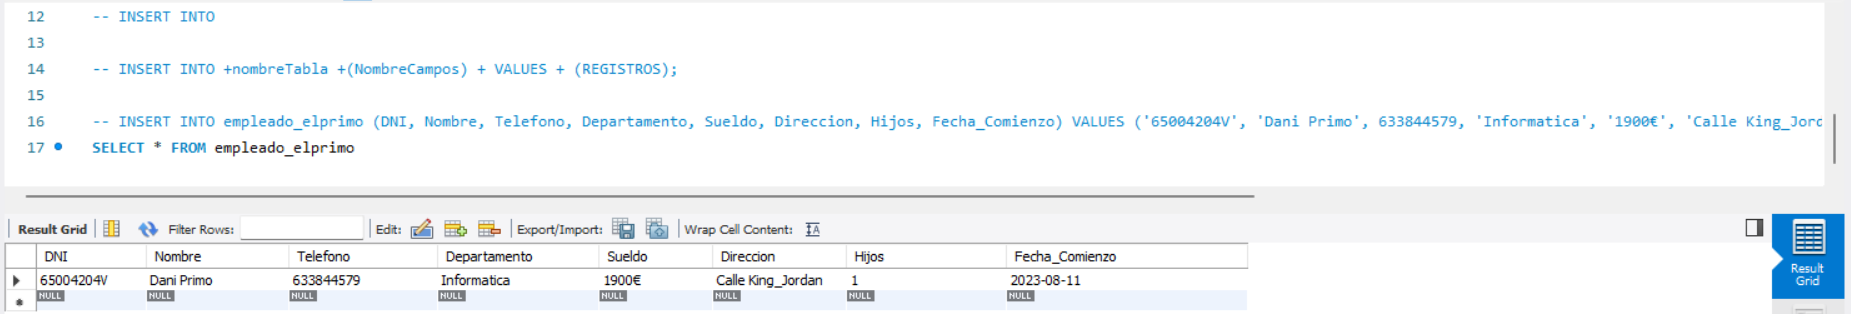 12 -- INSERT INTO
13
14 -- INSERT INTO +nombreTabla +(NombreCampos) + VALUES + (REGISTROS);
15
16 -- INSERT INTO empleado_elprimo (DNI, Nombre, Telefono, Departamento, Sueldo, Direccion, Hijos, Fecha_Comienzo) VALUES ('65004204V', 'Dani Primo', 633844579, 'Informatica', '1900€', 'Calle King_Jord
17 SELECT * FROM empleado_elprimo
Result Grid Filter Rows: Edit: Export/Import: Wrap Cell Content: IA
DNI Nombre Telefono Departamento Sueldo Direccion Hijos Fecha_Comienzo
65004204V Dani Primo 633844579 Informatica 1900€ Calle King_Jordan 1 2023-08-11
NULL NULL NULL NULL NULL NULL NULL NULL
Result
Grid